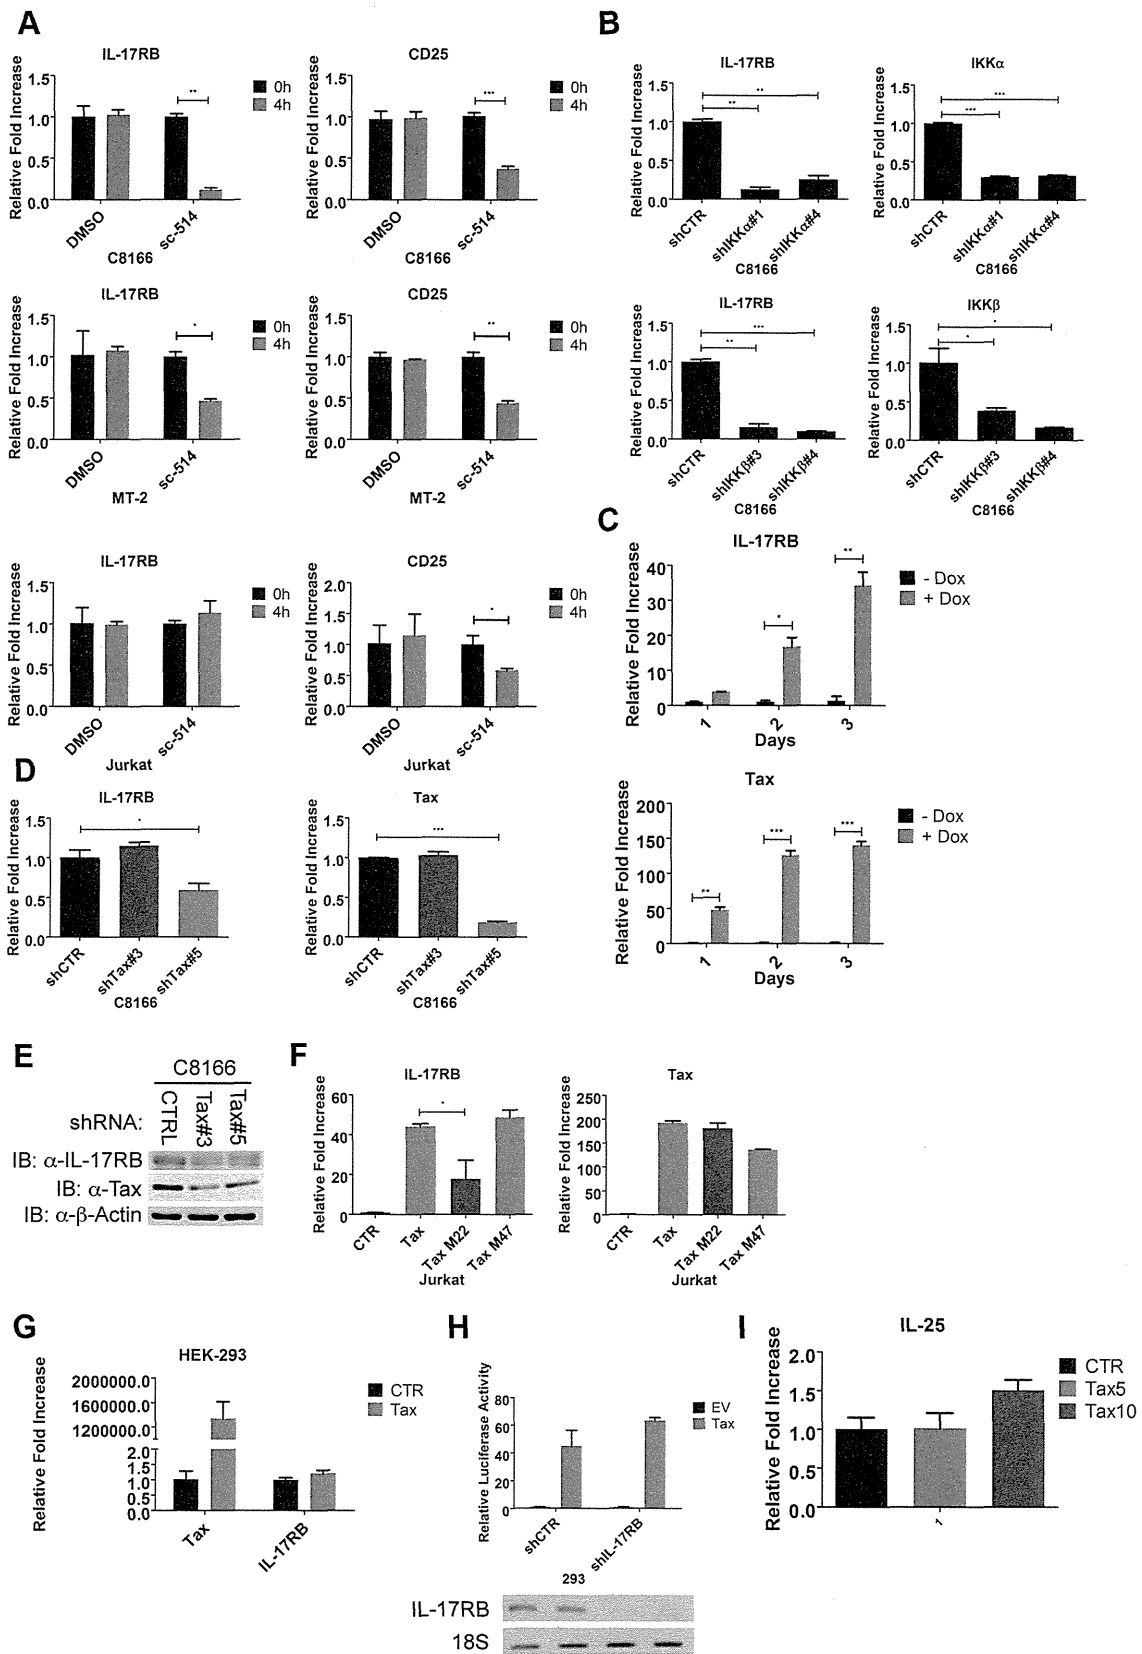 A
IL-17RB
Relative Fold Increase
1.5
1.0
0.5
0.0
**
0h
4h
DMSO
sc-514
C8166
CD25
Relative Fold Increase
1.5
1.0
0.5
0.0
***
0h
4h
DMSO
sc-514
C8166
IL-17RB
Relative Fold Increase
1.5
1.0
0.5
0.0
*
0h
4h
DMSO
sc-514
MT-2
CD25
Relative Fold Increase
1.5
1.0
0.5
0.0
**
0h
4h
DMSO
sc-514
MT-2
IL-17RB
Relative Fold Increase
1.5
1.0
0.5
0.0
0h
4h
DMSO
sc-514
Jurkat
CD25
Relative Fold Increase
2.0
1.5
1.0
0.5
0.0
*
0h
4h
DMSO
sc-514
Jurkat
B
IL-17RB
Relative Fold Increase
1.5
1.0
0.5
0.0
**
**
shCTR
shIKKα#1
shIKKα#4
C8166
IKKα
Relative Fold Increase
1.5
1.0
0.5
0.0
***
***
shCTR
shIKKα#1
shIKKα#4
C8166
IL-17RB
Relative Fold Increase
1.5
1.0
0.5
0.0
***
**
shCTR
shIKKβ#3
shIKKβ#4
C8166
IKKβ
Relative Fold Increase
1.5
1.0
0.5
0.0
*
*
shCTR
shIKKβ#3
shIKKβ#4
C8166
C
IL-17RB
Relative Fold Increase
40
30
20
10
0
*
**
- Dox
+ Dox
1
2
3
Days
Tax
Relative Fold Increase
200
150
100
50
0
**
***
***
- Dox
+ Dox
1
2
3
Days
D
IL-17RB
Relative Fold Increase
1.5
1.0
0.5
0.0
*
shCTR
shTax#3
shTax#5
C8166
Tax
Relative Fold Increase
1.5
1.0
0.5
0.0
***
shCTR
shTax#3
shTax#5
C8166
E
C8166
shRNA:
CTRL
Tax#3
Tax#5
IB: α-IL-17RB
IB: α-Tax
IB: α-β-Actin
F
IL-17RB
Relative Fold Increase
60
40
20
0
*
CTR
Tax
Tax M22
Tax M47
Jurkat
Tax
Relative Fold Increase
250
200
150
100
50
0
CTR
Tax
Tax M22
Tax M47
Jurkat
G
HEK-293
Relative Fold Increase
2000000.0
1600000.0
1200000.0
2.0
1.5
1.0
0.5
0.0
CTR
Tax
Tax
IL-17RB
H
Relative Luciferase Activity
80
60
40
20
0
EV
Tax
shCTR
shIL-17RB
293
IL-17RB
18S
I
IL-25
Relative Fold Increase
2.0
1.5
1.0
0.5
0.0
CTR
Tax5
Tax10
1